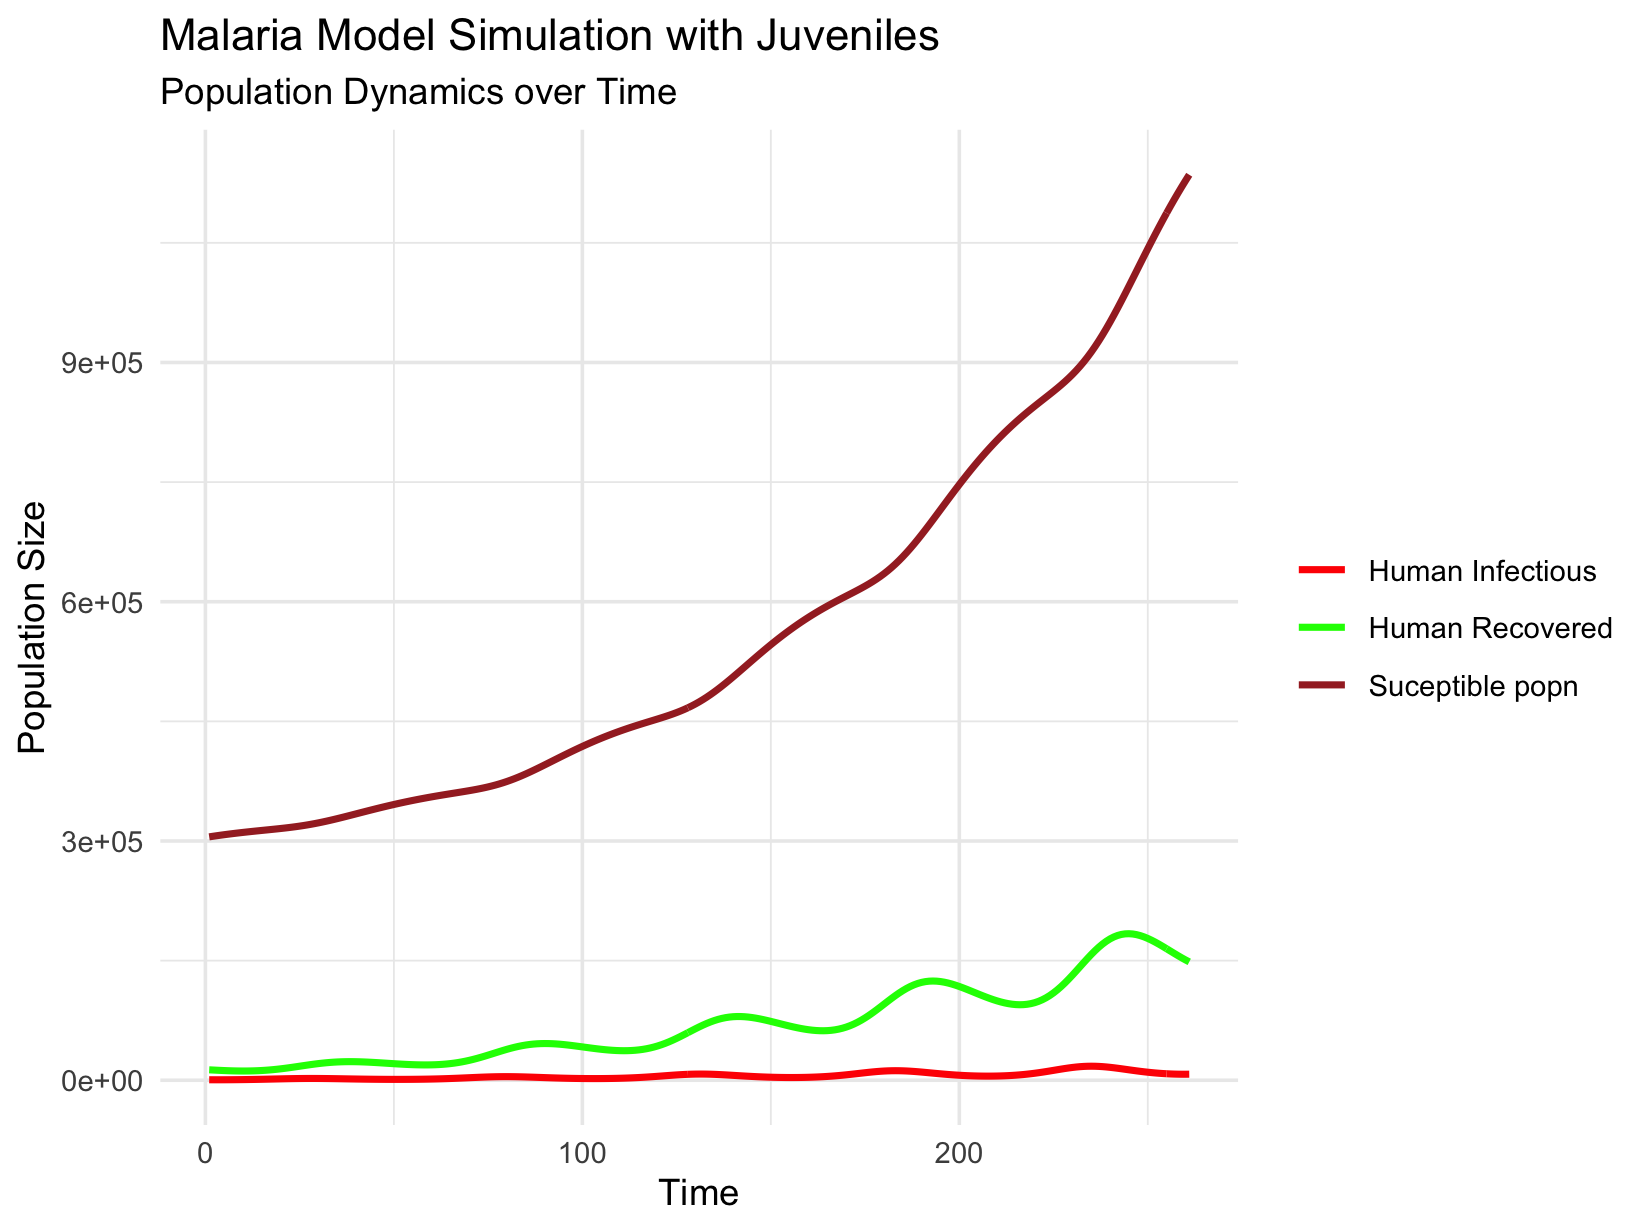 Malaria Model Simulation with Juveniles
Population Dynamics over Time
Population Size
9e+05
6e+05
3e+05
0e+00
0
100
200
Time
Human Infectious
Human Recovered
Suceptible popn